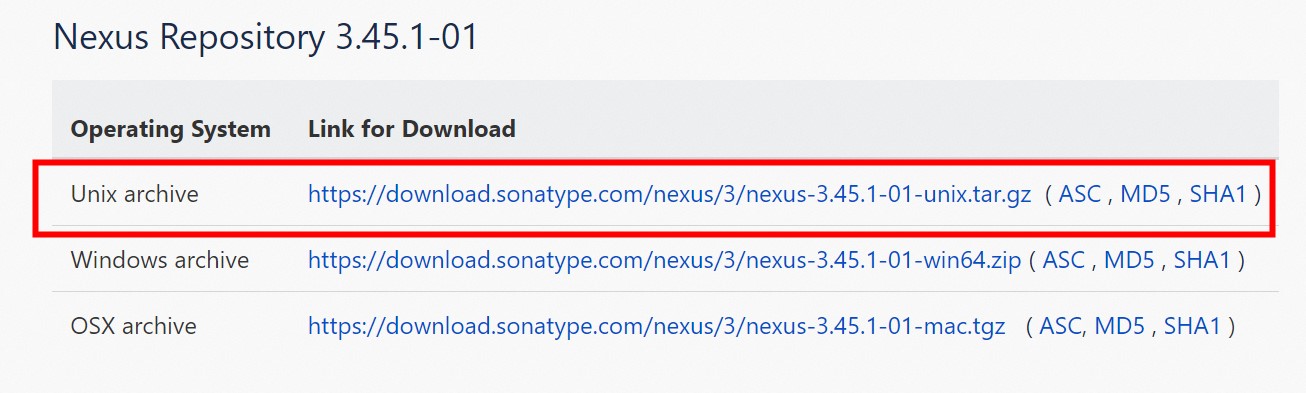 Nexus Repository 3.45.1-01
Operating System Link for Download
Unix archive https://download.sonatype.com/nexus/3/nexus-3.45.1-01-unix.tar.gz ( ASC , MD5 , SHA1 )
Windows archive https://download.sonatype.com/nexus/3/nexus-3.45.1-01-win64.zip ( ASC , MD5 , SHA1 )
OSX archive https://download.sonatype.com/nexus/3/nexus-3.45.1-01-mac.tgz ( ASC, MD5 , SHA1 )